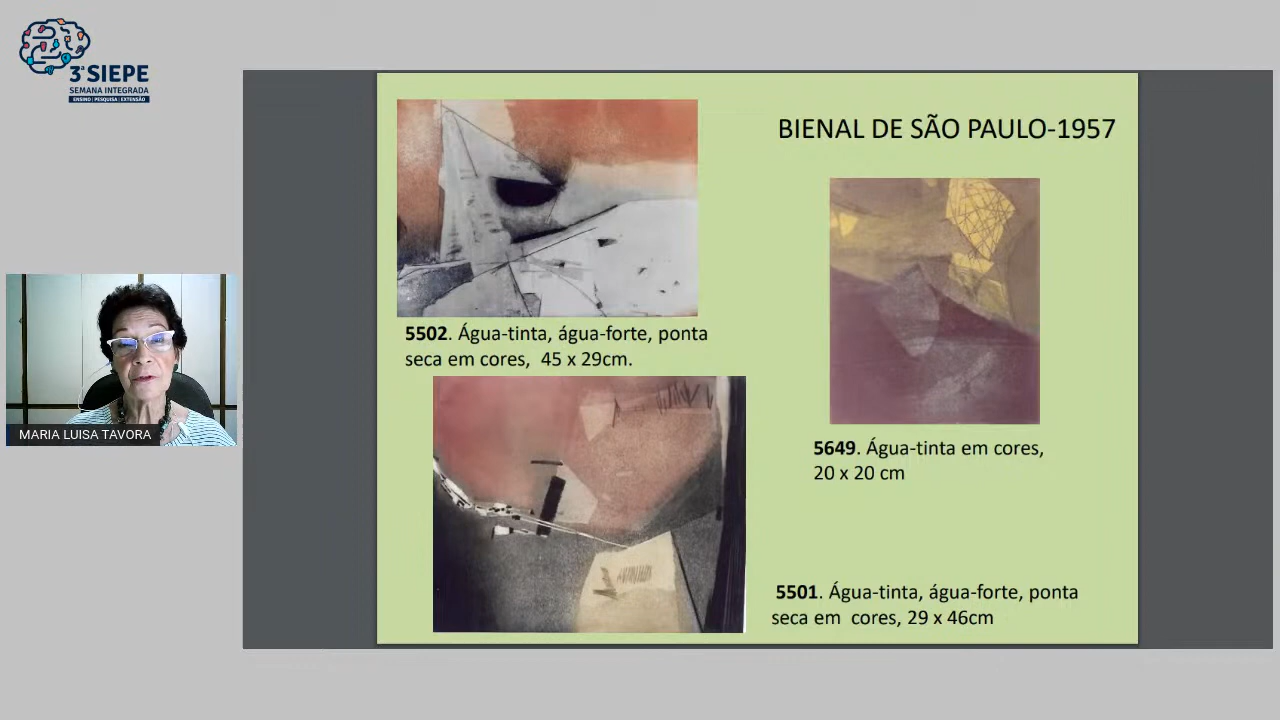 3ª SIEPE
SEMANA INTEGRADA
ENSINO | PESQUISA | EXTENSÃO
BIENAL DE SÃO PAULO-1957
5502. Água-tinta, água-forte, ponta
seca em cores, 45 x 29cm.
5649. Água-tinta em cores,
20 x 20 cm
MARIA LUISA TAVORA
5501. Água-tinta, água-forte, ponta
seca em cores, 29 x 46cm